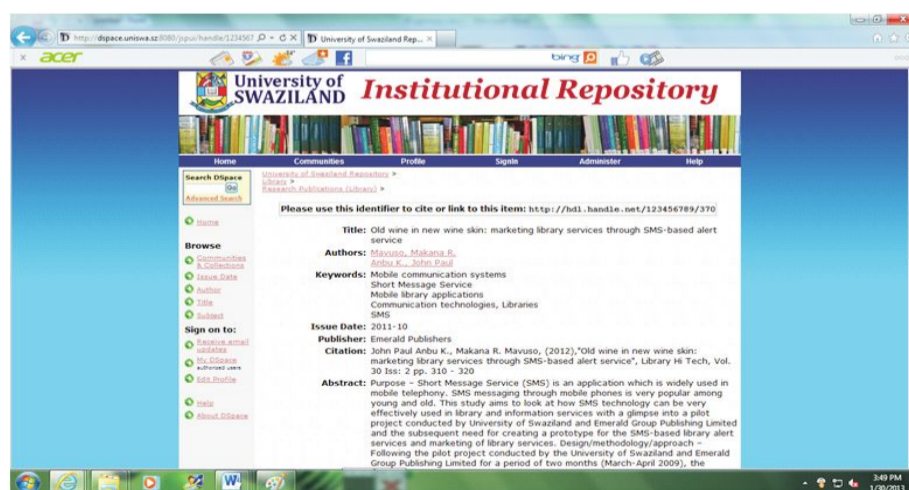 http://dspace.uniswa.sz:8080/jspui/handle/1234567
University of Swaziland Rep...
acer
84°
bing
University of
SWAZILAND
Institutional Repository
Home Communities Profile Signin Administer Help
Search DSpace
Go
Advanced Search
Home
Browse
Communities
& Collections
Issue Date
Author
Title
Subject
Sign on to:
Receive email
updates
My DSpace
authorized users
Edit Profile
Help
About DSpace
University of Swaziland Repository >
Library >
Research Publications (Library) >
Please use this identifier to cite or link to this item: http://hdl.handle.net/123456789/370
Title: Old wine in new wine skin: marketing library services through SMS-based alert
service
Authors: Mavuso, Makana R.
Anbu K., John Paul
Keywords: Mobile communication systems
Short Message Service
Mobile library applications
Communication technologies, Libraries
SMS
Issue Date: 2011-10
Publisher: Emerald Publishers
Citation: John Paul Anbu K., Makana R. Mavuso, (2012),"Old wine in new wine skin:
marketing library services through SMS-based alert service", Library Hi Tech, Vol.
30 Iss: 2 pp. 310 - 320
Abstract: Purpose – Short Message Service (SMS) is an application which is widely used in
mobile telephony. SMS messaging through mobile phones is very popular among
young and old. This study aims to look at how SMS technology can be very
effectively used in library and information services with a glimpse into a pilot
project conducted by University of Swaziland and Emerald Group Publishing Limited
and the subsequent need for creating a prototype for the SMS-based library alert
services and marketing of library services. Design/methodology/approach –
Following the pilot project conducted by the University of Swaziland and Emerald
Group Publishing Limited for a period of two months (March-April 2009), the
3:49 PM
1/30/2013